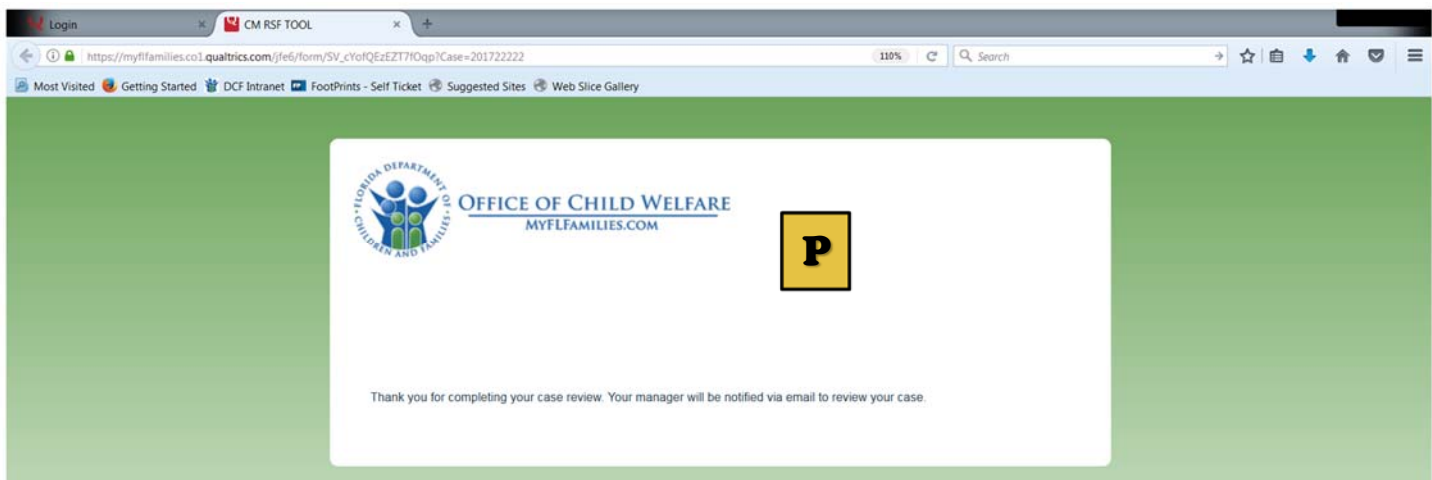 Login
CM RSF TOOL
https://myflfamilies.co1.qualtrics.com/jfe6/form/SV_cYofQEzEZT7fOqp?Case=201722222
110%
Search
Most Visited Getting Started DCF Intranet FootPrints - Self Ticket Suggested Sites Web Slice Gallery
FLORIDA DEPARTMENT OF CHILDREN AND FAMILIES
OFFICE OF CHILD WELFARE
MYFLFAMILIES.COM
P
Thank you for completing your case review. Your manager will be notified via email to review your case.